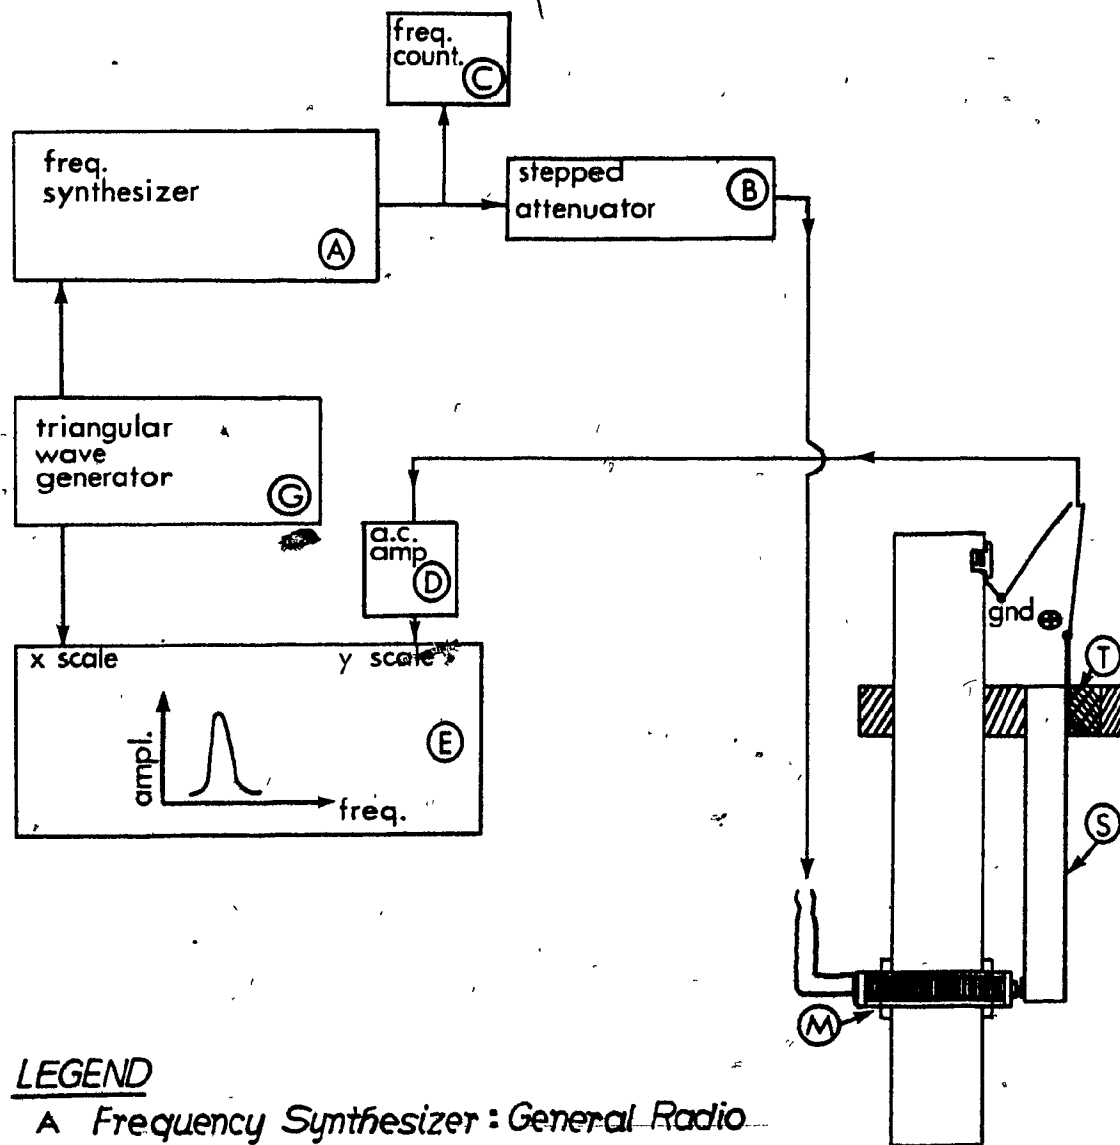 freq.
count.
C
freq.
synthesizer
A
stepped
attenuator
B
triangular
wave
generator
G
a.c.
amp
D
gnd
T
x scale
y scale
E
ampl.
freq.
S
M
LEGEND
A Frequency Synthesizer : General Radio